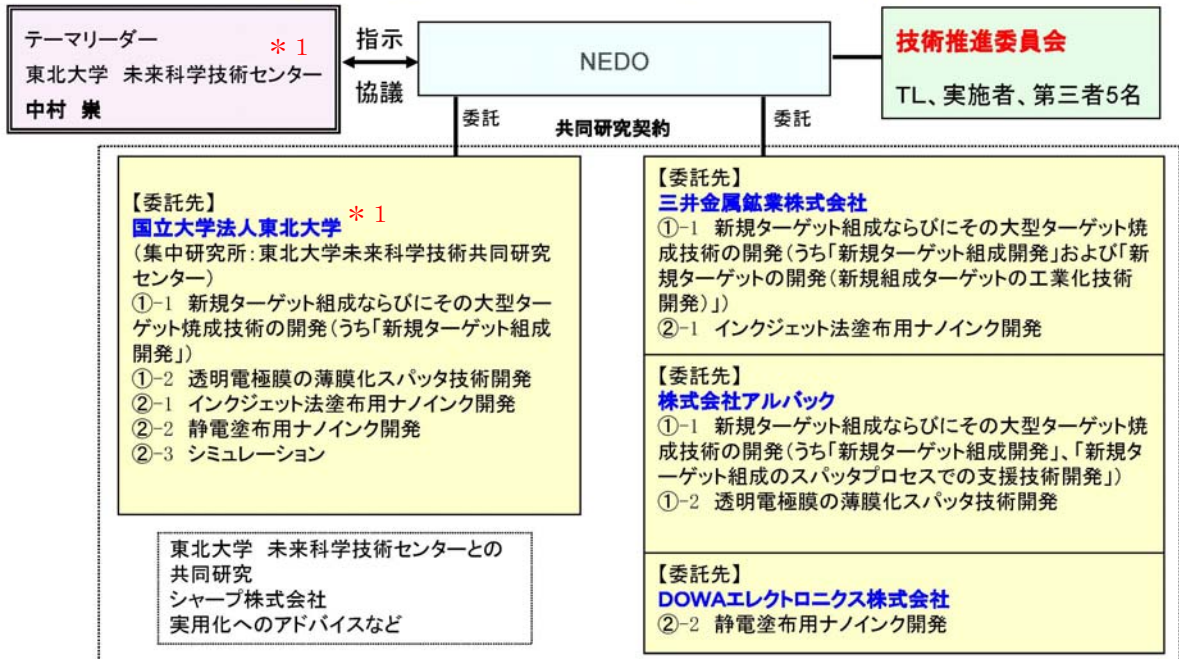 テーマリーダー
＊1
東北大学　未来科学技術センター
中村　崇
指示
協議
NEDO
技術推進委員会
TL、実施者、第三者5名
委託
共同研究契約
委託
【委託先】
国立大学法人東北大学
＊1
(集中研究所：東北大学未来科学技術共同研究
センター)
①-1　新規ターゲット組成ならびにその大型ター
ゲット焼成技術の開発(うち「新規ターゲット組成
開発」)
①-2　透明電極膜の薄膜化スパッタ技術開発
②-1　インクジェット法塗布用ナノインク開発
②-2　静電塗布用ナノインク開発
②-3　シミュレーション
東北大学　未来科学技術センターとの
共同研究
シャープ株式会社
実用化へのアドバイスなど
【委託先】
三井金属鉱業株式会社
①-1　新規ターゲット組成ならびにその大型ターゲット焼
成技術の開発(うち「新規ターゲット組成開発」および「新
規ターゲットの開発(新規組成ターゲットの工業化技術
開発)」)
②-1　インクジェット法塗布用ナノインク開発
【委託先】
株式会社アルバック
①-1　新規ターゲット組成ならびにその大型ターゲット焼
成技術の開発(うち「新規ターゲット組成開発」、「新規タ
ーゲット組成のスパッタプロセスでの支援技術開発」)
①-2　透明電極膜の薄膜化スパッタ技術開発
【委託先】
DOWAエレクトロニクス株式会社
②-2　静電塗布用ナノインク開発